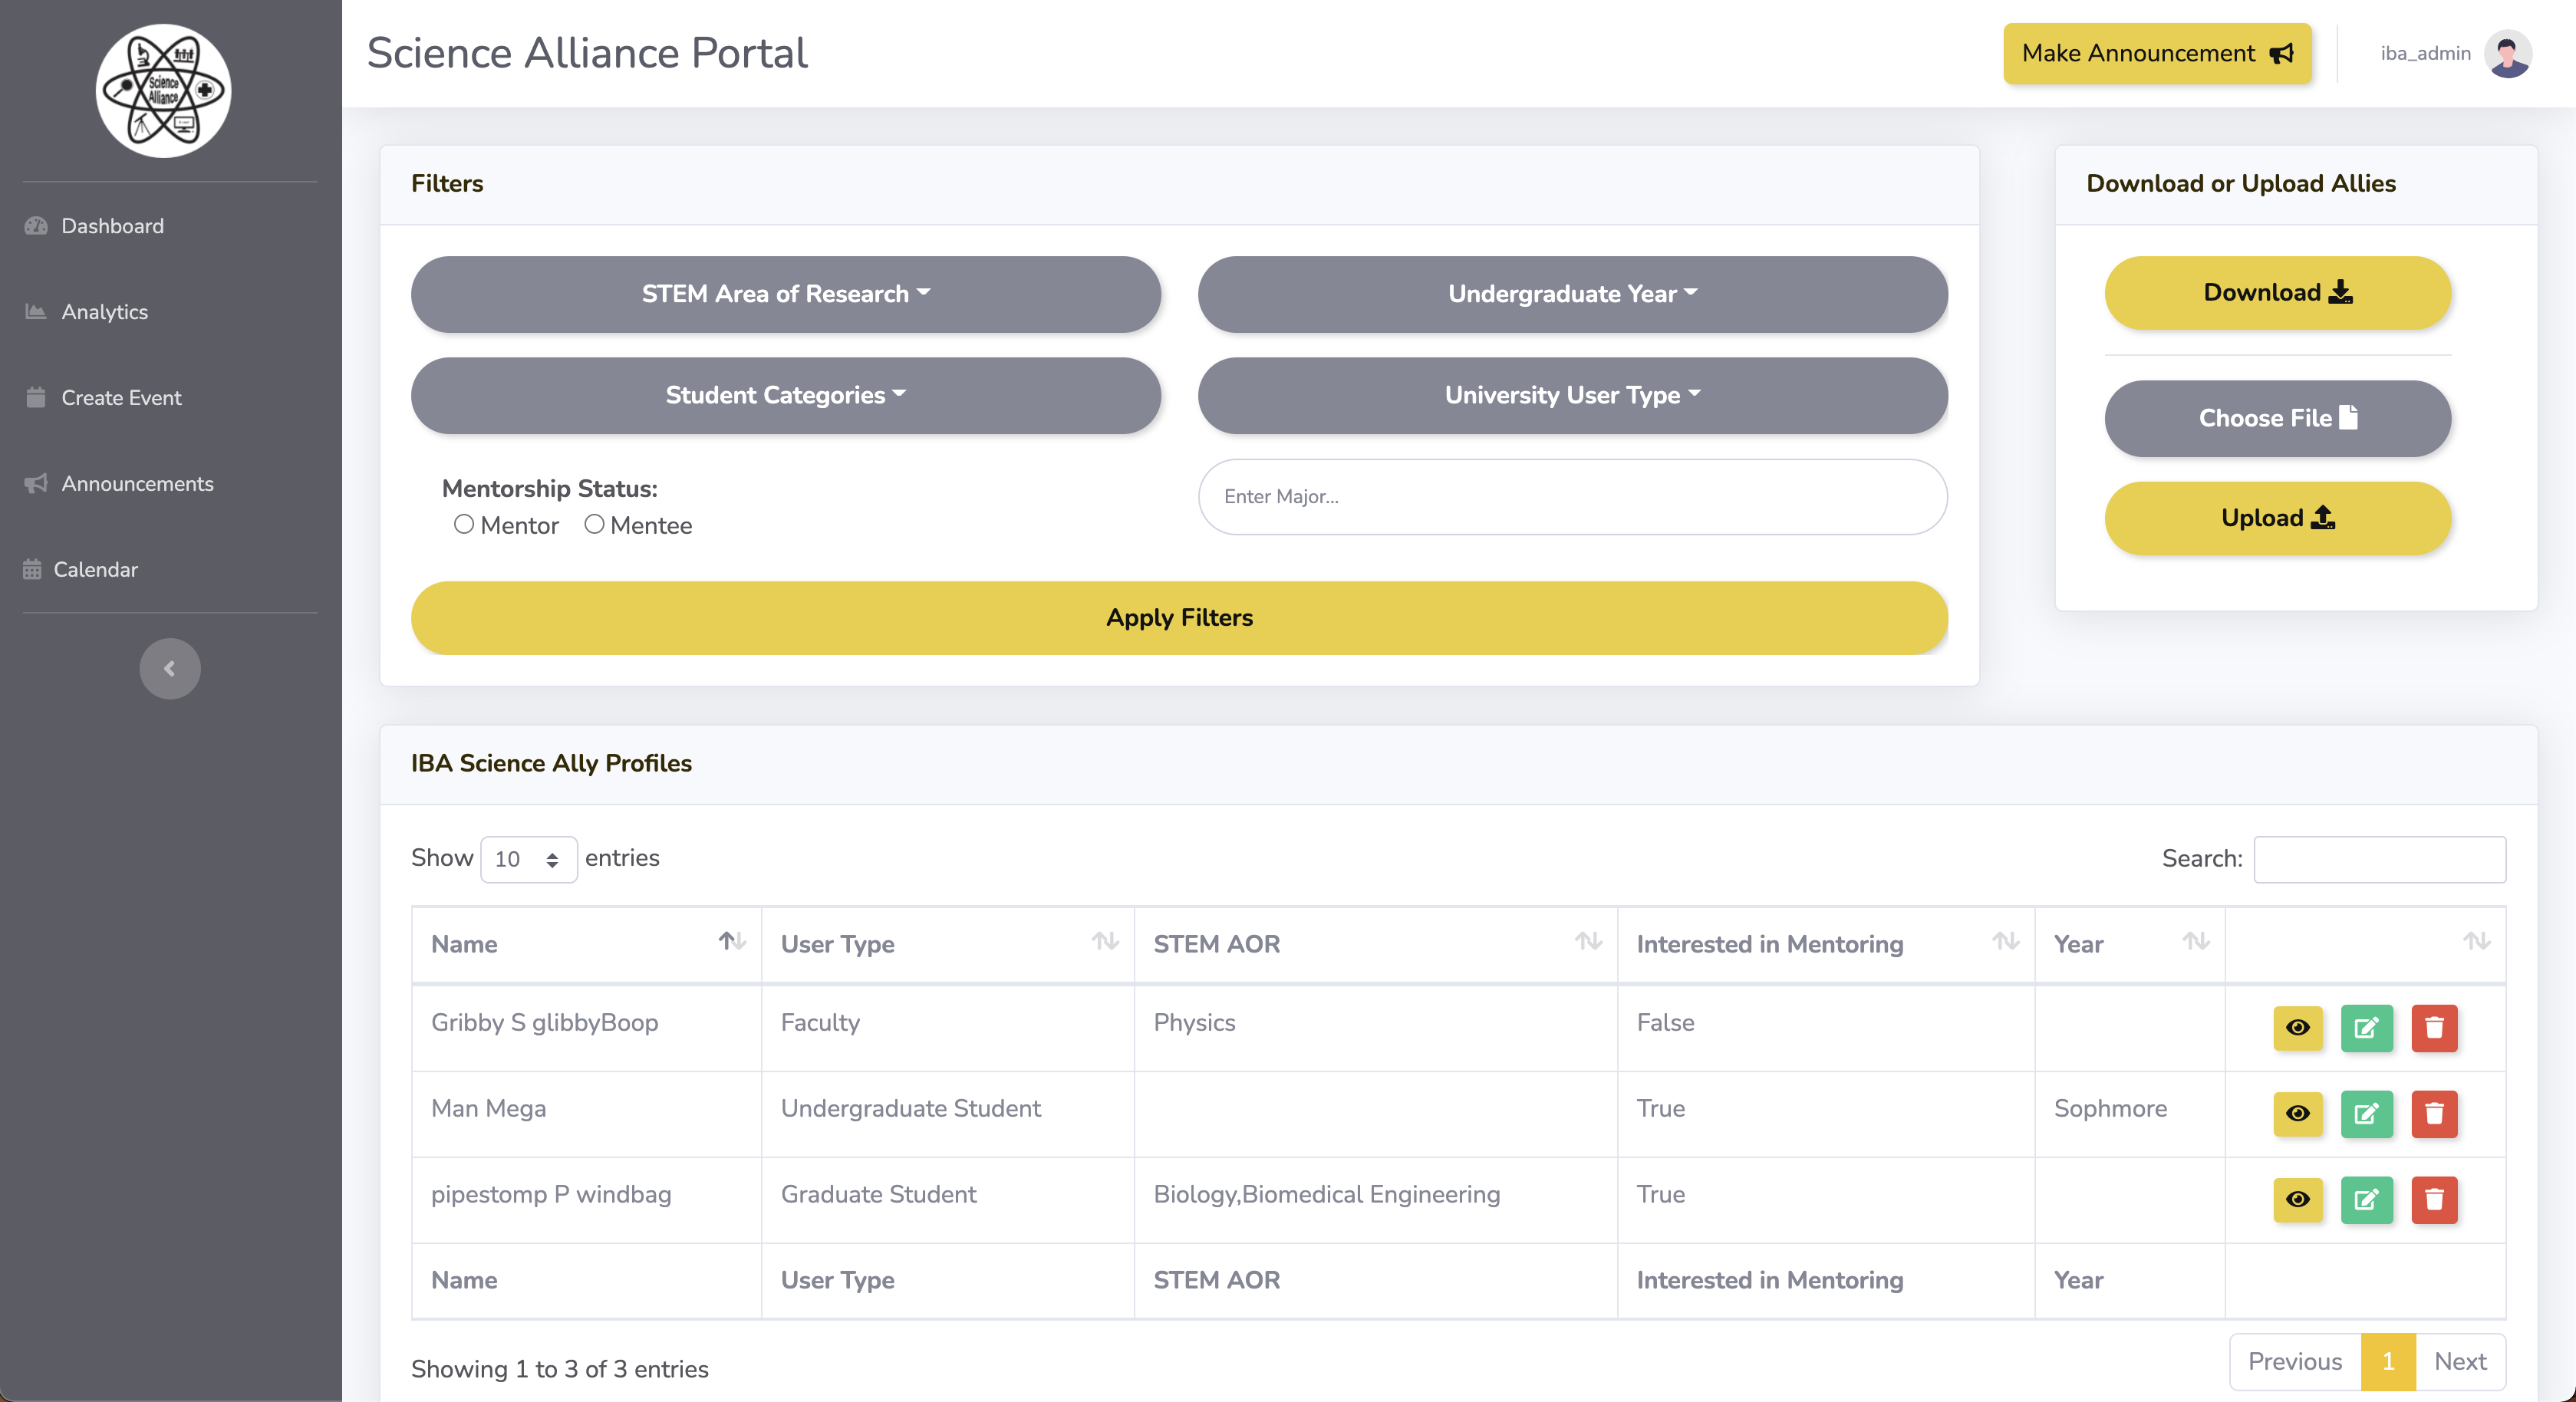 Science
Alliance
Dashboard
Analytics
Create Event
Announcements
Calendar
Science Alliance Portal
Make Announcement
iba_admin
Filters
STEM Area of Research
Undergraduate Year
Student Categories
University User Type
Mentorship Status:
Mentor Mentee
Enter Major...
Apply Filters
Download or Upload Allies
Download
Choose File
Upload
IBA Science Ally Profiles
Show 10 entries
Search:
Name User Type STEM AOR Interested in Mentoring Year
Gribby S glibbyBoop Faculty Physics False
Man Mega Undergraduate Student True Sophmore
pipestomp P windbag Graduate Student Biology,Biomedical Engineering True
Name User Type STEM AOR Interested in Mentoring Year
Showing 1 to 3 of 3 entries
Previous 1 Next